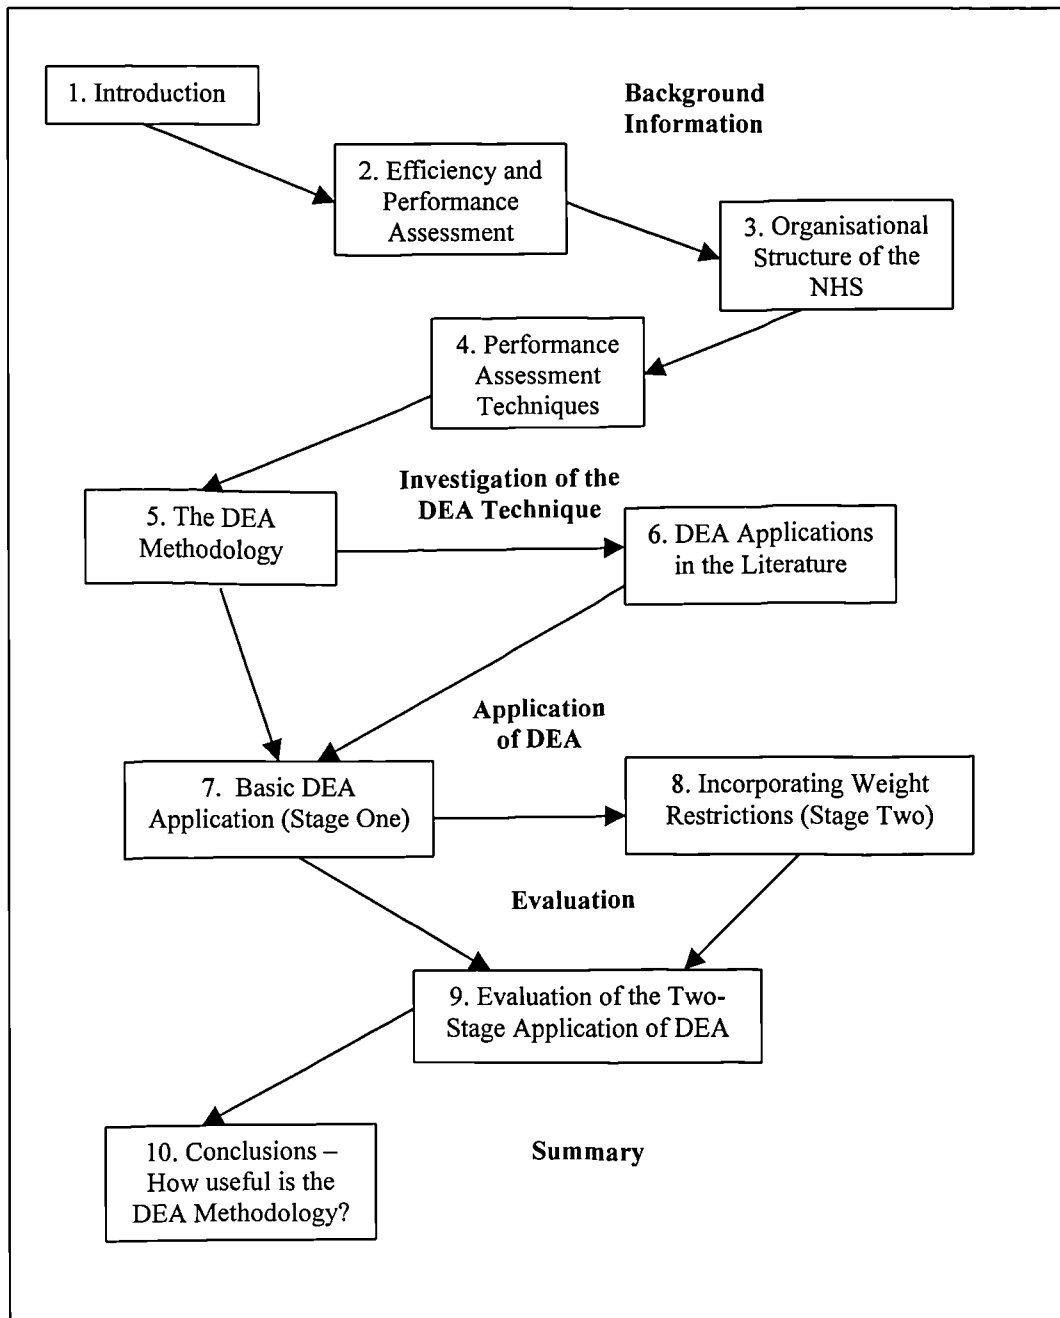 1. Introduction
Background
Information
2. Efficiency and
Performance
Assessment
3. Organisational
Structure of the
NHS
4. Performance
Assessment
Techniques
Investigation of the
DEA Technique
5. The DEA
Methodology
6. DEA Applications
in the Literature
Application
of DEA
7. Basic DEA
Application (Stage One)
8. Incorporating Weight
Restrictions (Stage Two)
Evaluation
9. Evaluation of the Two-
Stage Application of DEA
10. Conclusions –
How useful is the
DEA Methodology?
Summary